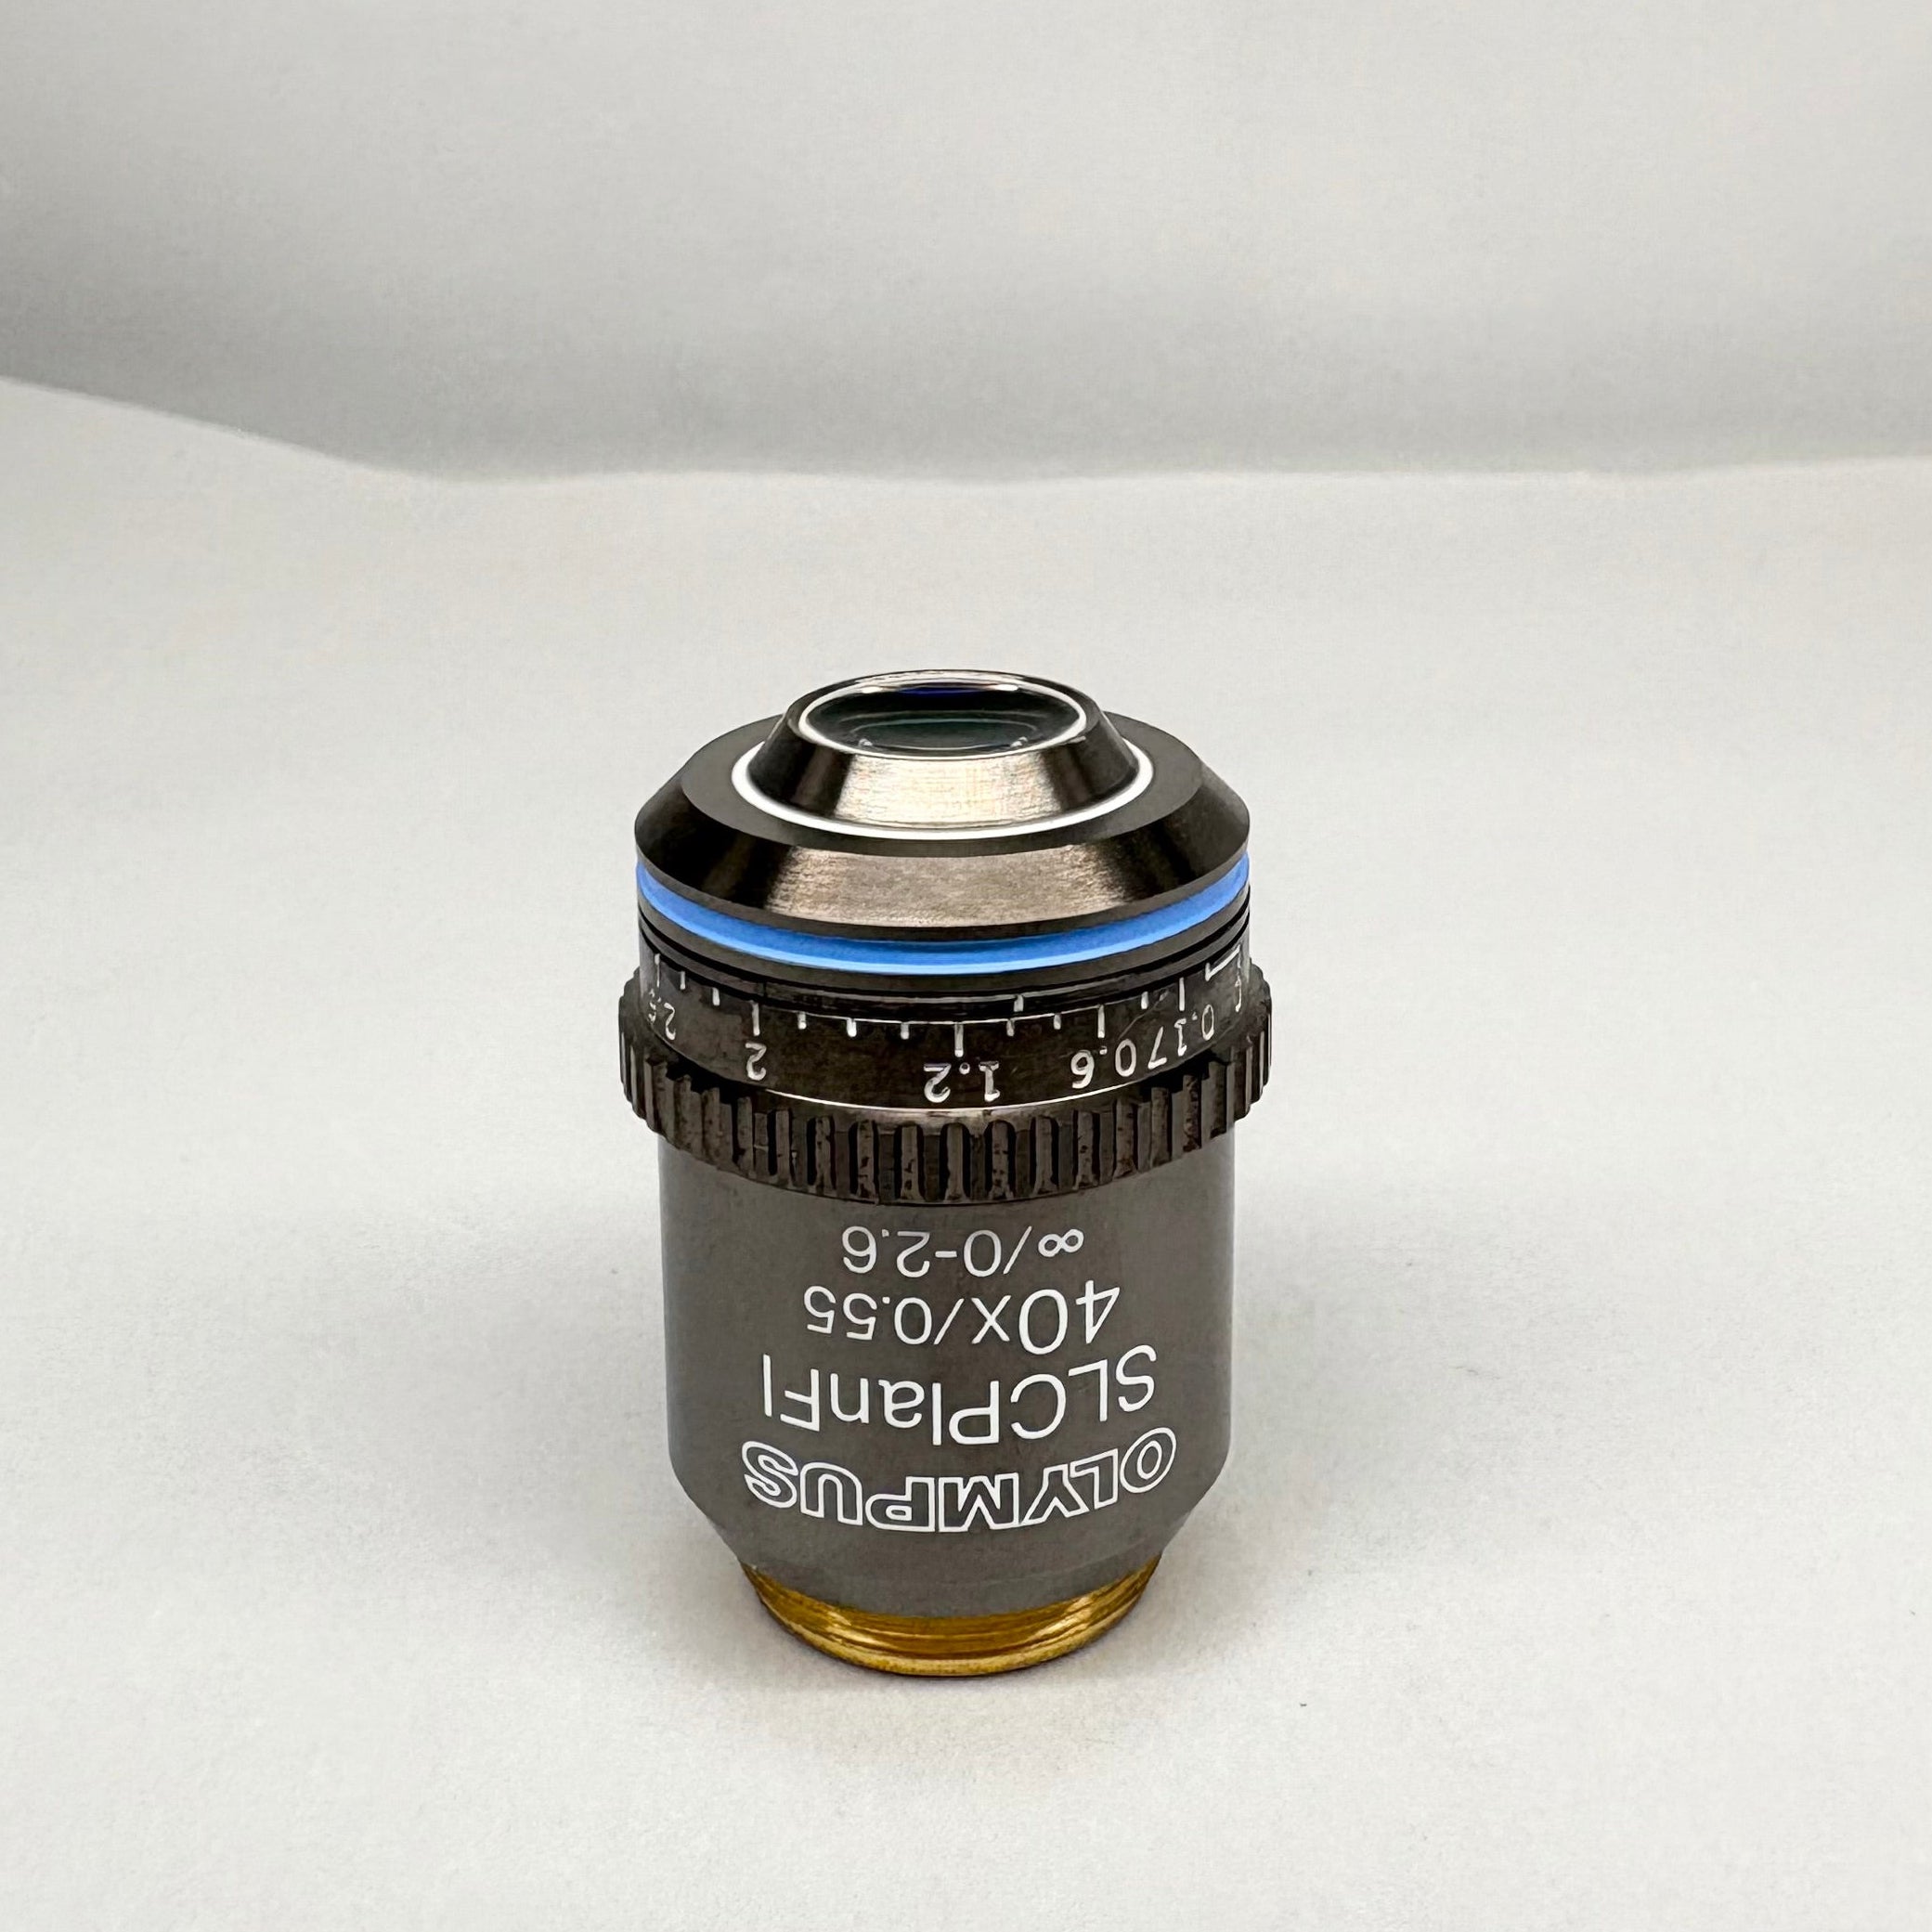 OLYMPUS
SLCPlanFl
40X/0.55
∞/0-2.6
0.17 0.6 1.2 2